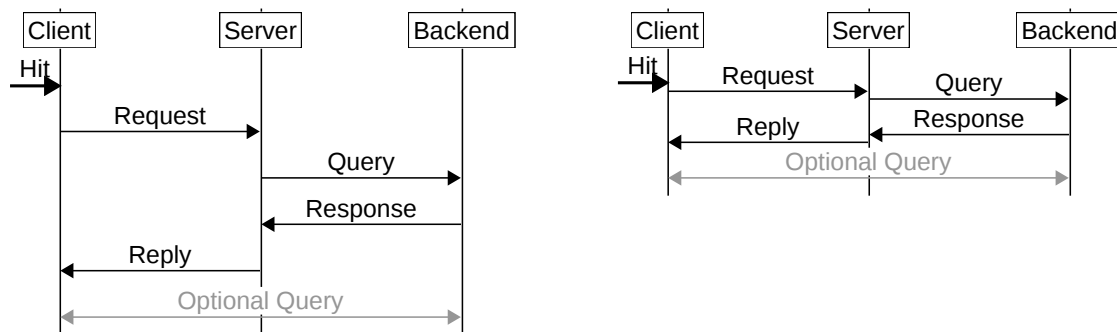 Client
Server
Backend
Hit
Request
Query
Response
Reply
Optional Query
Client
Server
Backend
Hit
Request
Query
Response
Reply
Optional Query